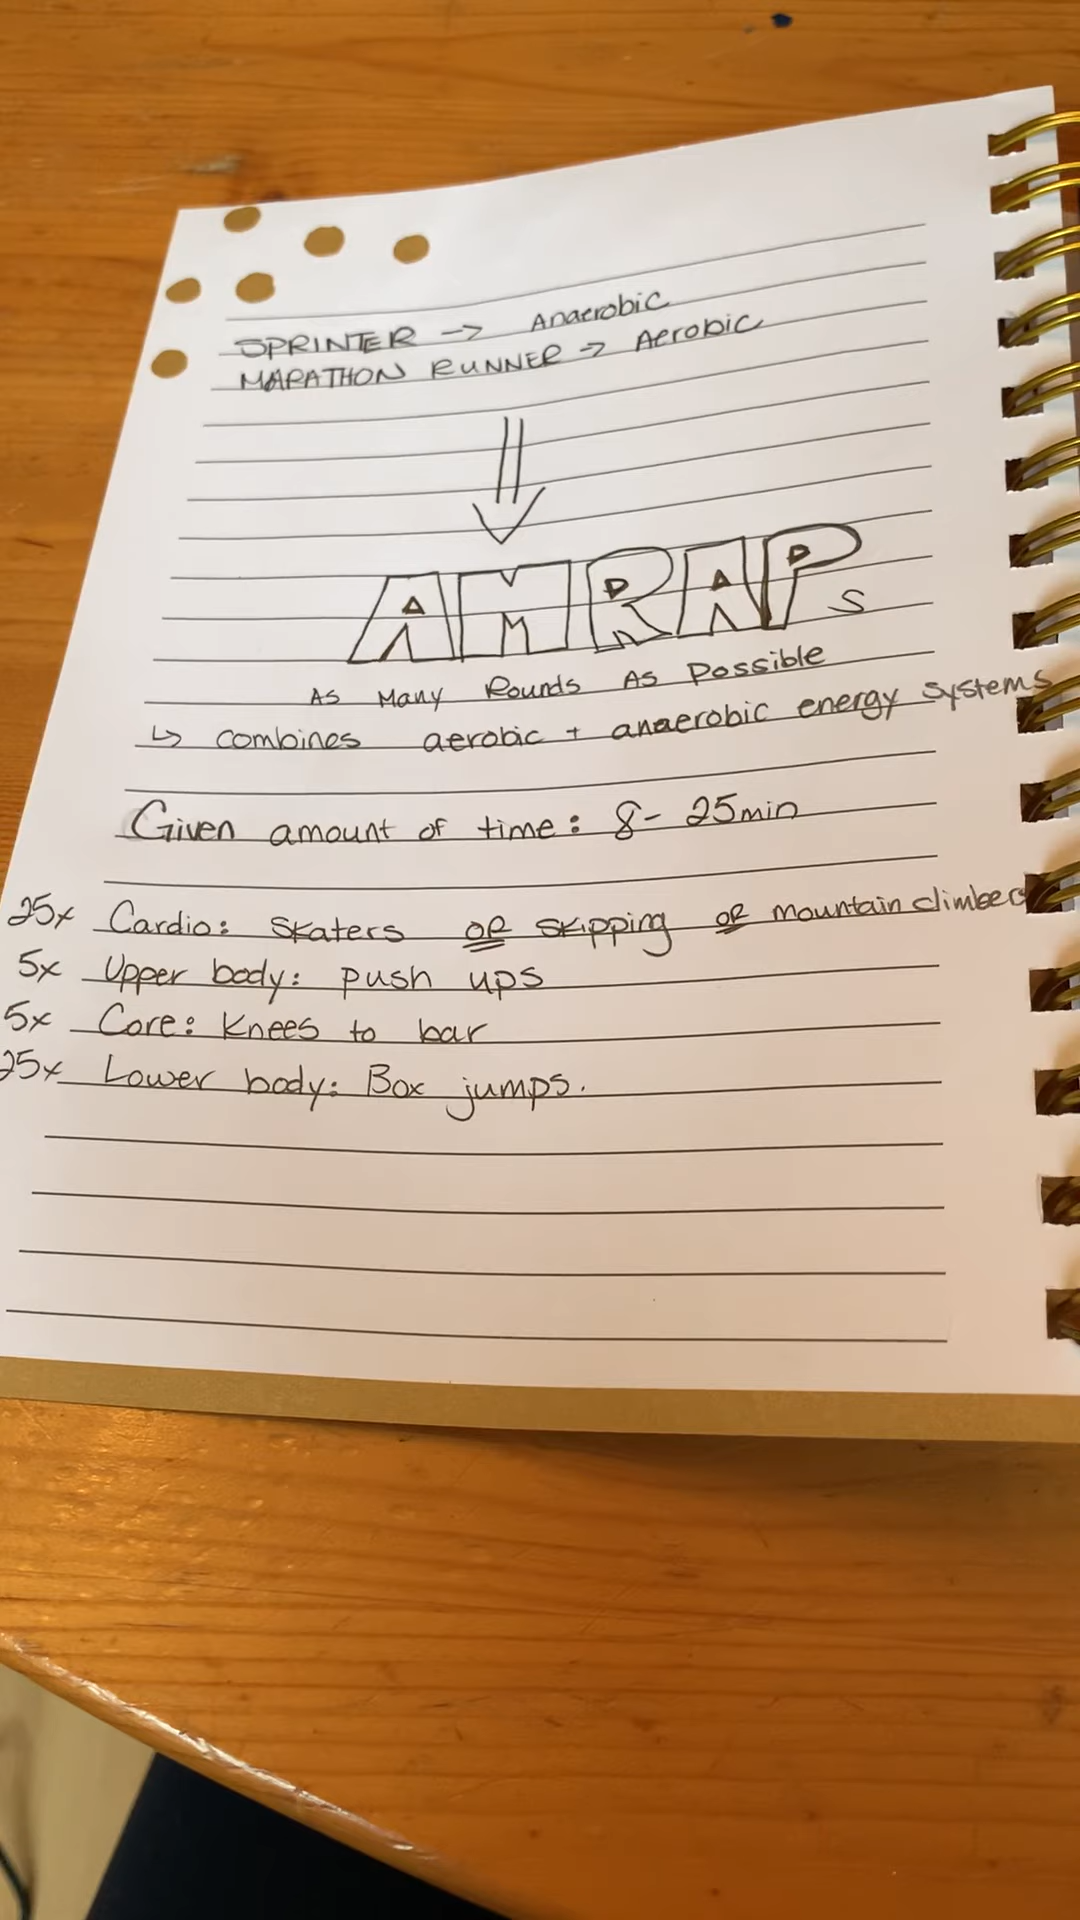 SPRINTER -> Anaerobic
MARATHON RUNNER -> Aerobic
AMRAPs
As Many Rounds As Possible
↳ combines aerobic + anaerobic energy systems
Given amount of time: 8 - 25min
25x Cardio: Skaters OR skipping OR mountain climbers
5x Upper body: push ups
5x Core: Knees to bar
25x Lower body: Box jumps.